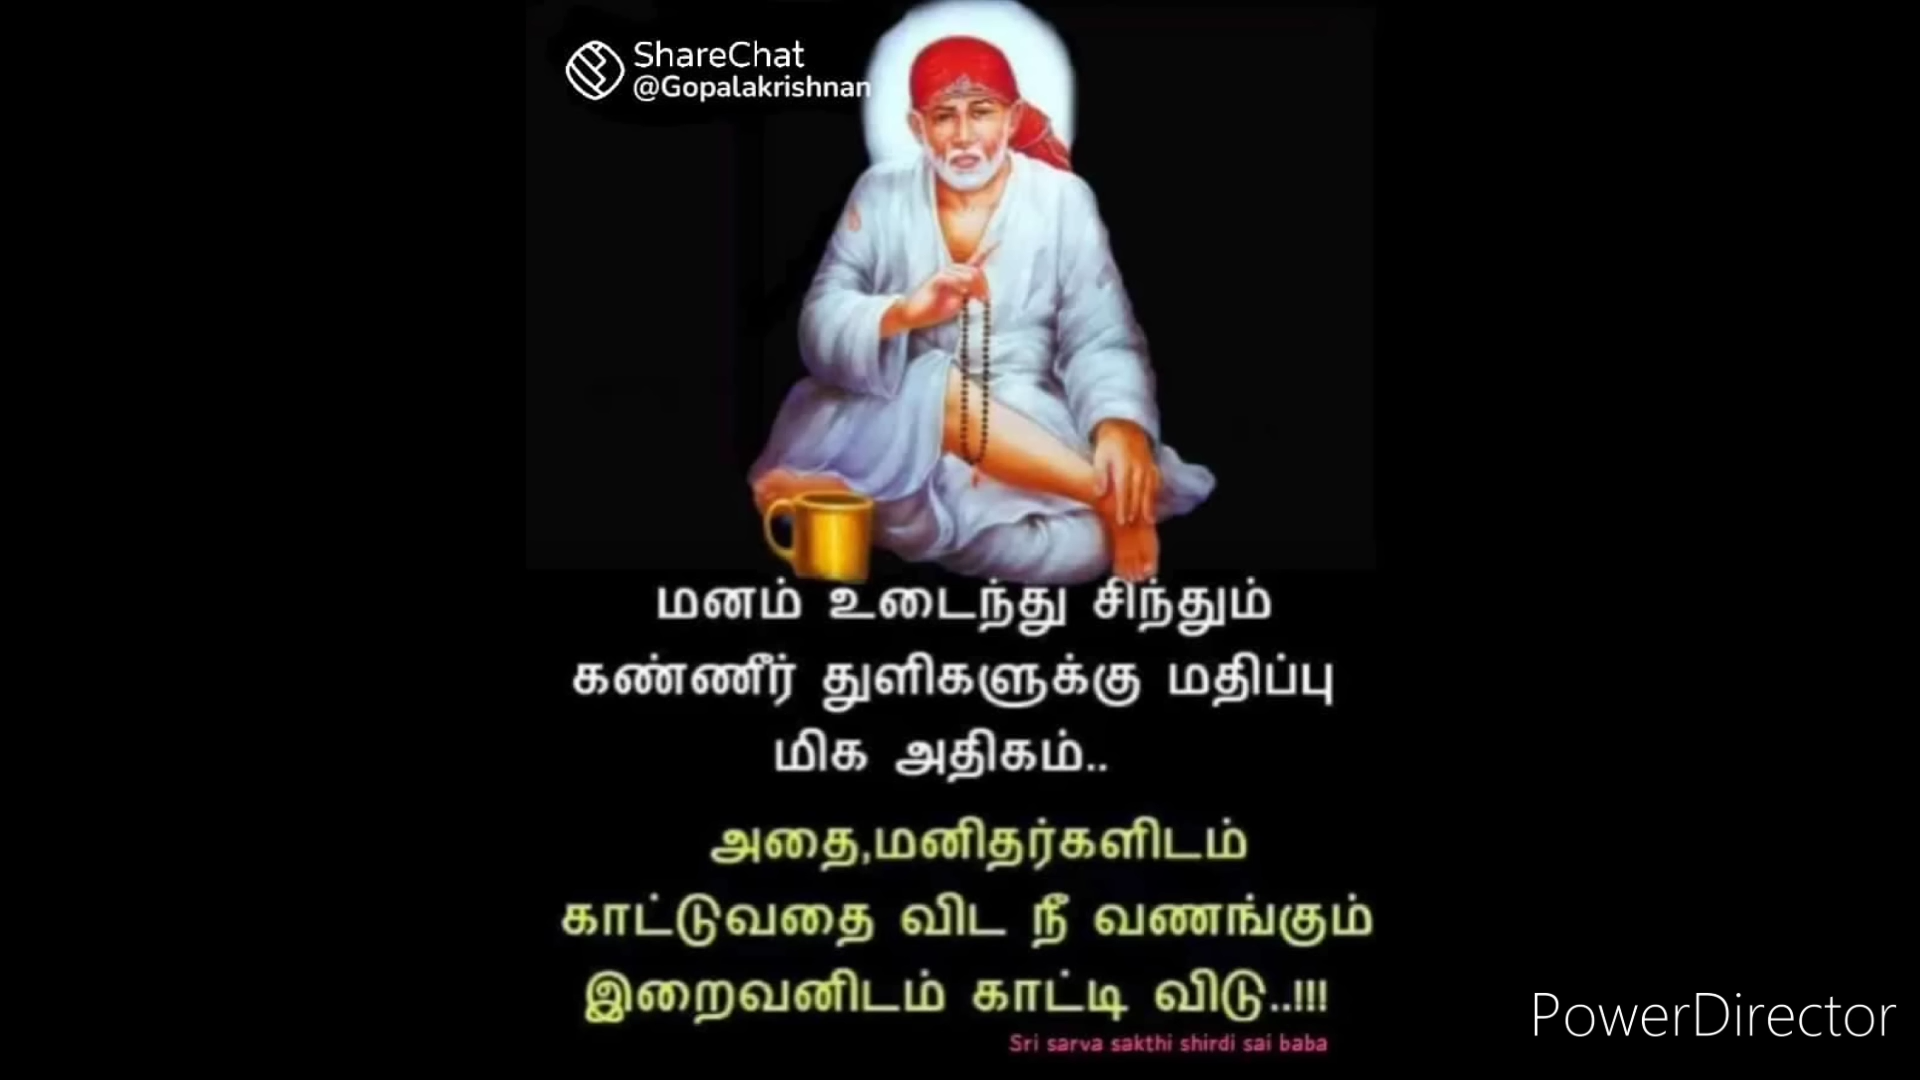 ShareChat
@Gopalakrishnan
மனம் உடைந்து சிந்தும்
கண்ணீர் துளிகளுக்கு மதிப்பு
மிக அதிகம்..
அதை,மனிதர்களிடம்
காட்டுவதை விட நீ வணங்கும்
இறைவனிடம் காட்டி விடு..!!!
Sri sarva sakthi shirdi sai baba
PowerDirector